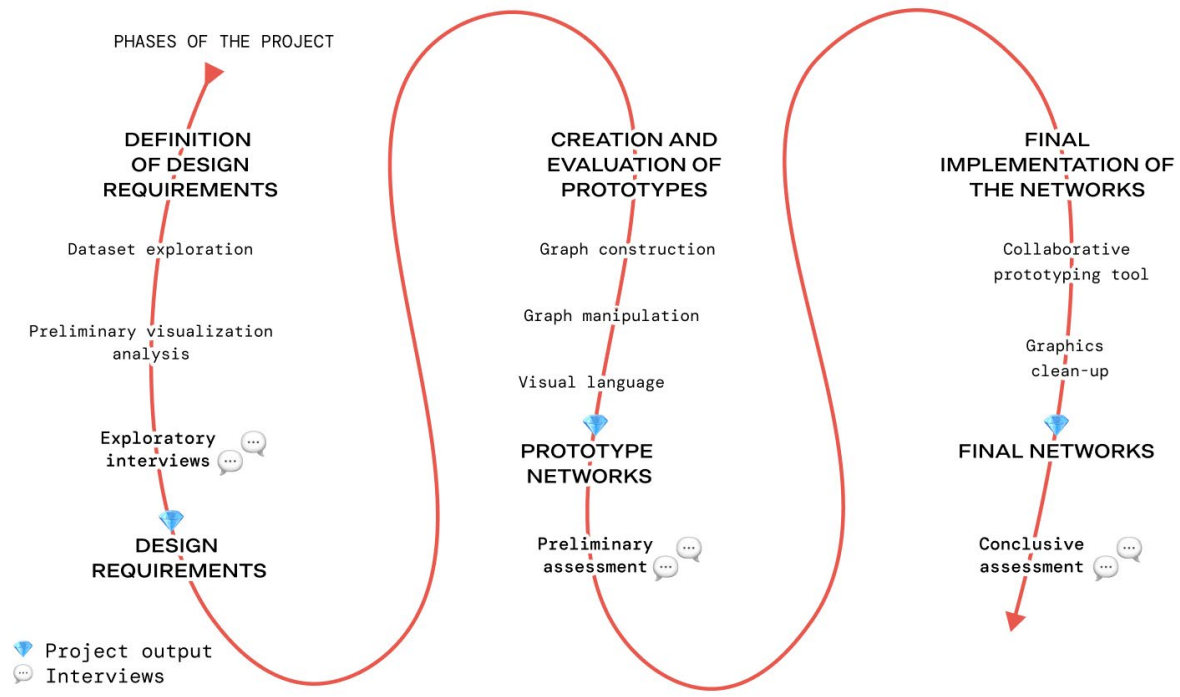 PHASES OF THE PROJECT
DEFINITION
OF DESIGN
REQUIREMENTS
Dataset exploration
Preliminary visualization
analysis
Exploratory
interviews
DESIGN
REQUIREMENTS
CREATION AND
EVALUATION OF
PROTOTYPES
Graph construction
Graph manipulation
Visual language
PROTOTYPE
NETWORKS
Preliminary
assessment
FINAL
IMPLEMENTATION OF
THE NETWORKS
Collaborative
prototyping tool
Graphics
clean-up
FINAL NETWORKS
Conclusive
assessment
Project output
Interviews